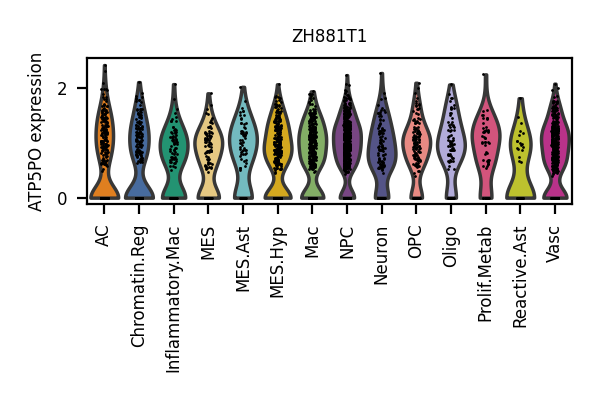 ZH881T1
ATP5PO expression
2
0
AC
Chromatin.Reg
Inflammatory.Mac
MES
MES.Ast
MES.Hyp
Mac
NPC
Neuron
OPC
Oligo
Prolif.Metab
Reactive.Ast
Vasc